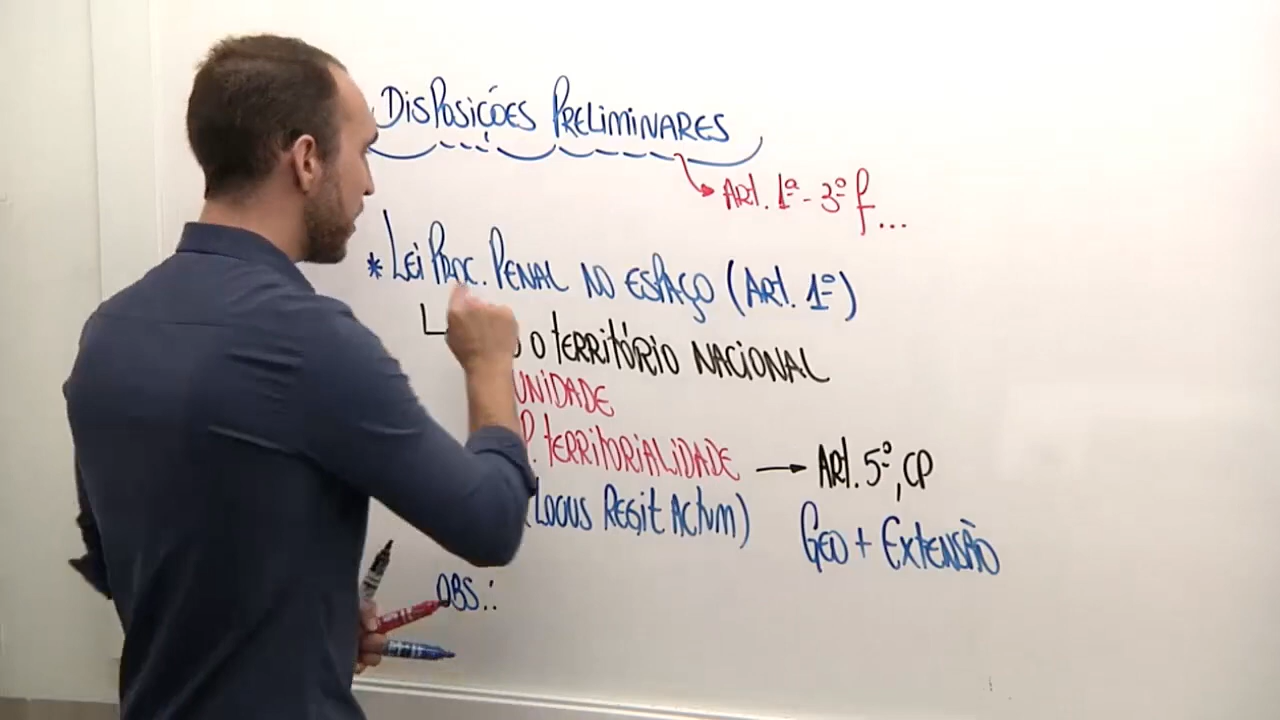 DISPOSIÇÕES PRELIMINARES
ART. 1º - 3º f...
* LEI PROC. PENAL NO ESPAÇO (ART. 1º)
O TERRITÓRIO NACIONAL
UNIDADE
P. TERRITORIALIDADE → ART. 5º, CP
(LOCUS REGIT ACTUM) GEO + EXTENSÃO
OBS.: